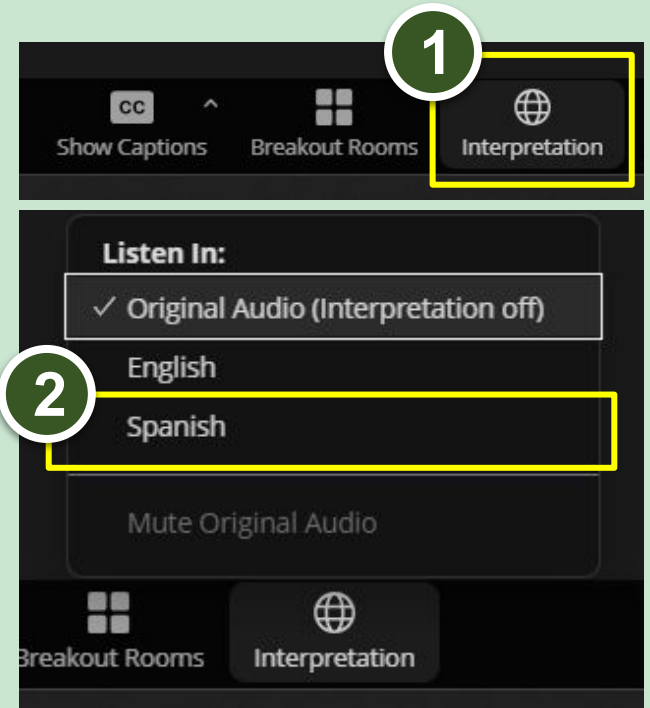 1
CC
Show Captions Breakout Rooms Interpretation
Listen In:
✓ Original Audio (Interpretation off)
English
2
Spanish
Mute Original Audio
Breakout Rooms Interpretation